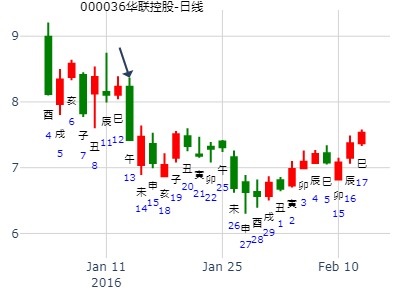 000036华联控股-日线
9
8
7
6
酉
4
戌
5
亥
6
子
7
丑
8
辰
11
巳
12
午
13
未
14
申
15
亥
18
子
19
丑
20
寅
21
卯
22
午
25
未
26
申
27
酉
28
戌
29
丑
1
寅
2
卯
3
辰
4
巳
5
卯
15
辰
16
巳
17
Jan 11
2016
Jan 25
Feb 10